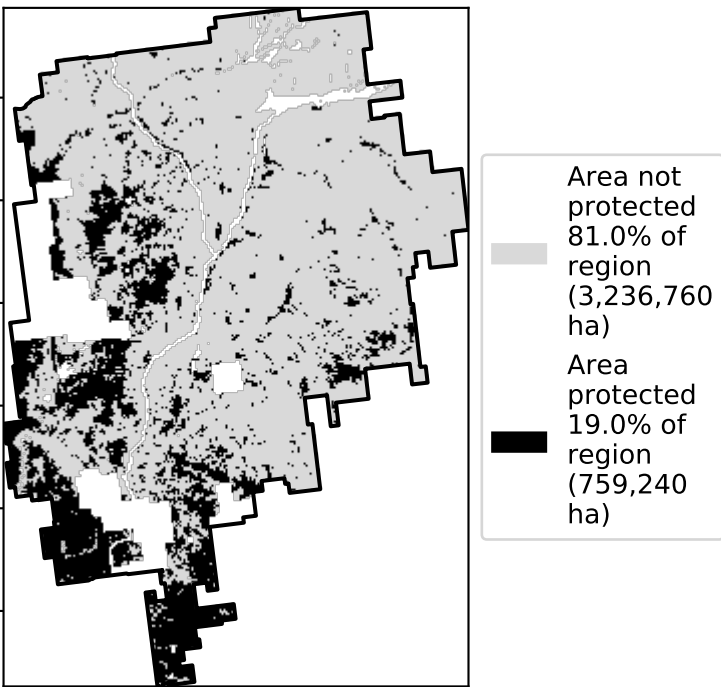 Area not
protected
81.0% of
region
(3,236,760
ha)
Area
protected
19.0% of
region
(759,240
ha)